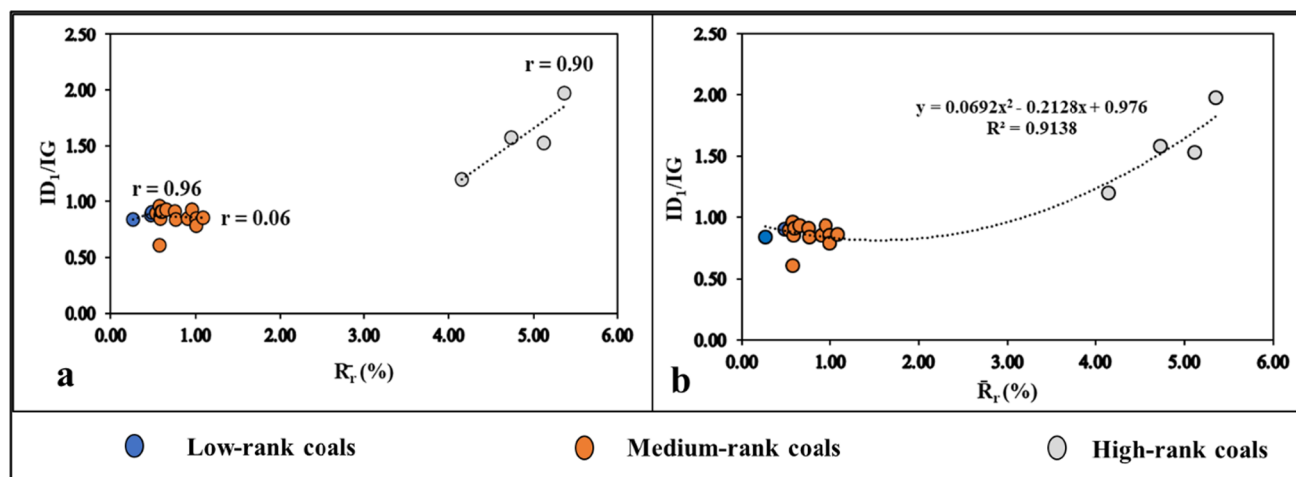 2.50
2.00
1.50
1.00
0.50
0.00
ID₁/IG
r = 0.90
r = 0.96
r = 0.06
0.00 1.00 2.00 3.00 4.00 5.00 6.00
R̄ᵣ (%)
a
2.50
2.00
1.50
1.00
0.50
0.00
ID₁/IG
y = 0.0692x² - 0.2128x + 0.976
R² = 0.9138
0.00 1.00 2.00 3.00 4.00 5.00 6.00
R̄ᵣ (%)
b
Low-rank coals Medium-rank coals High-rank coals